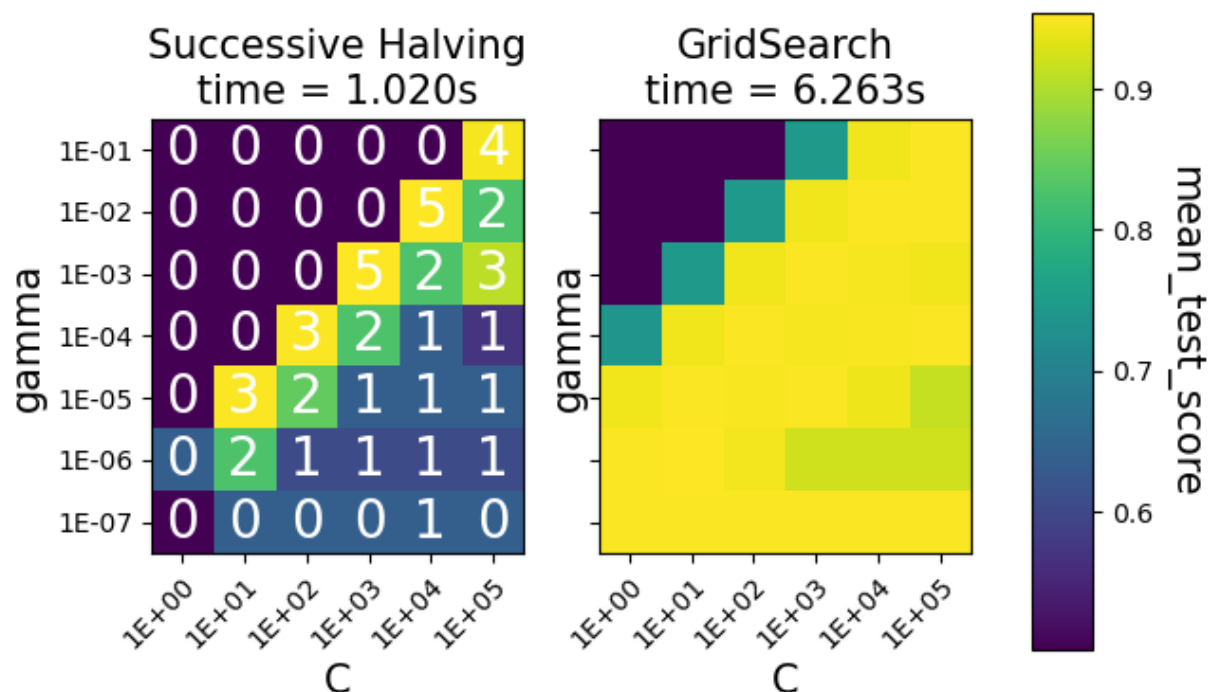 Successive Halving
time = 1.020s
GridSearch
time = 6.263s
1E-01 0 0 0 0 0 4
1E-02 0 0 0 0 5 2
1E-03 0 0 0 5 2 3
1E-04 0 0 3 2 1 1
1E-05 0 3 2 1 1 1
1E-06 0 2 1 1 1 1
1E-07 0 0 0 0 1 0
gamma
1E+00 1E+01 1E+02 1E+03 1E+04 1E+05
C
gamma
1E+00 1E+01 1E+02 1E+03 1E+04 1E+05
C
0.9
0.8
0.7
0.6
mean_test_score